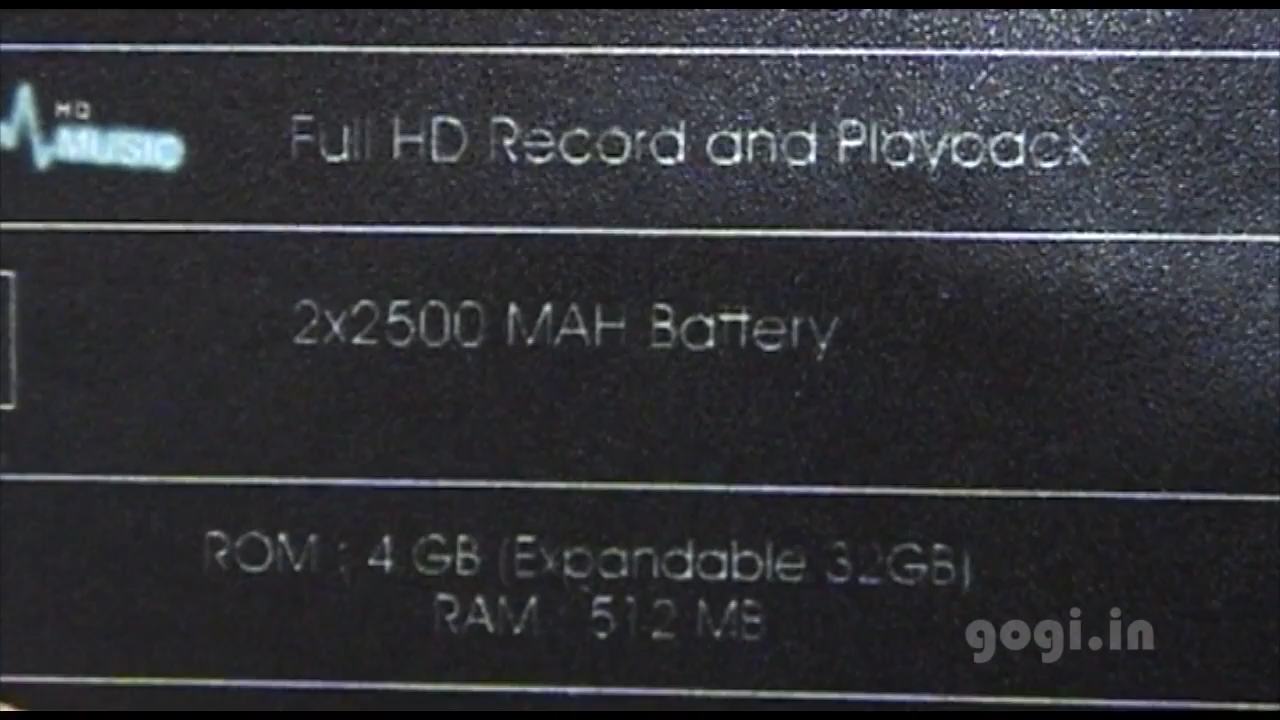 HD
MUSIC
Full HD Record and Playback
2x2500 MAH Battery
ROM : 4 GB (Expandable 32GB)
RAM : 512 MB
gogi.in